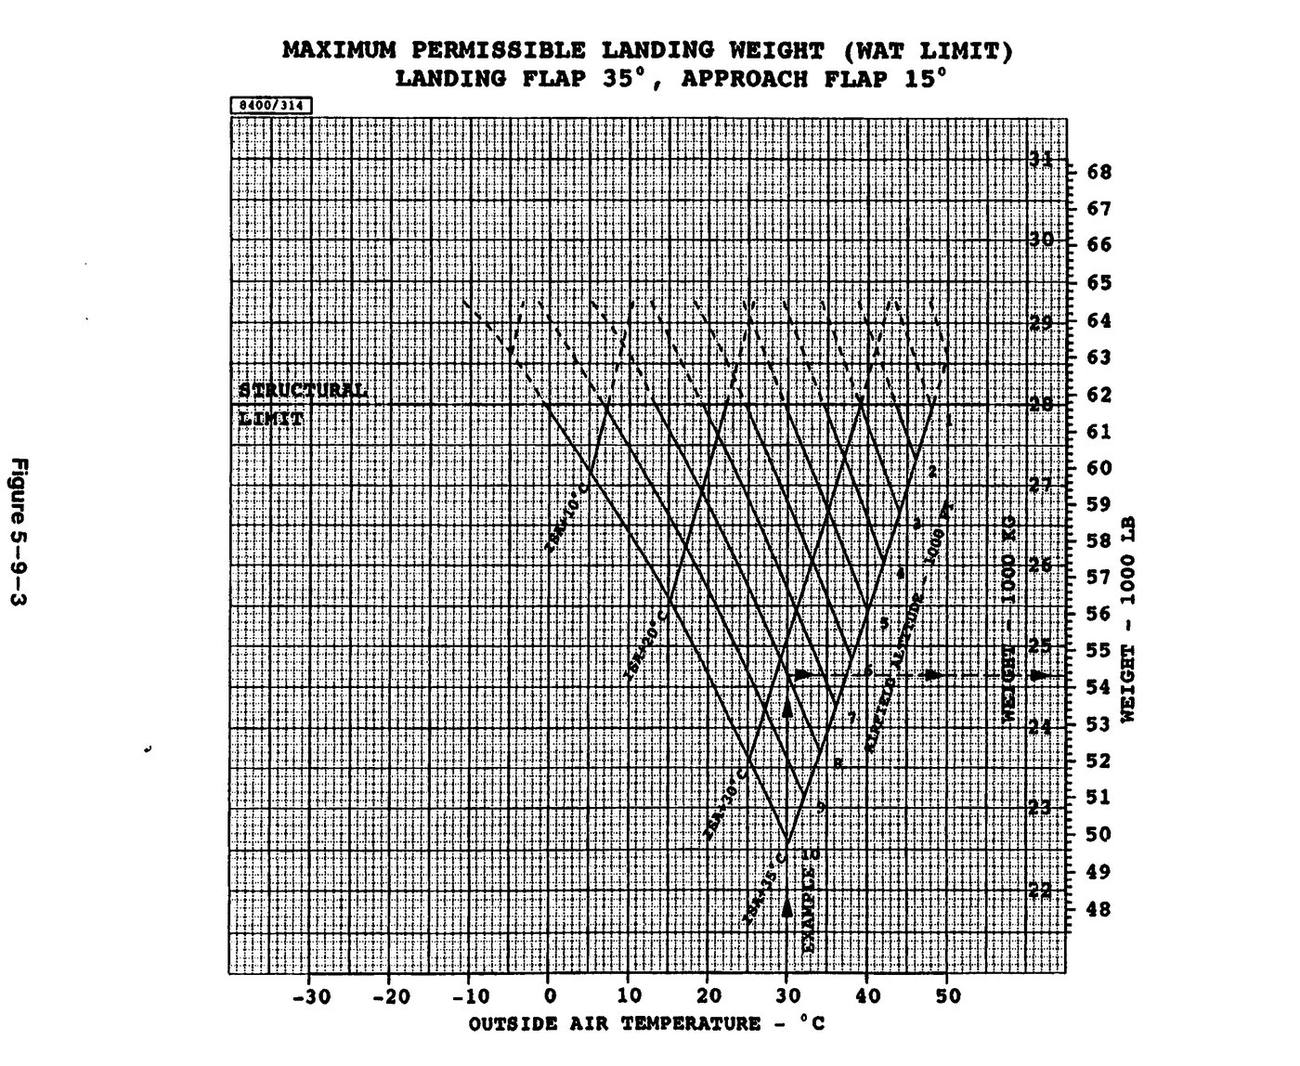 MAXIMUM PERMISSIBLE LANDING WEIGHT (WAT LIMIT)
LANDING FLAP 35°, APPROACH FLAP 15°
8400/314
31
68
67
30
66
65
29
64
63
STRUCTURAL
LIMIT
28
62
1
61
2
60
27
59
3
58
26
57
4
56
5
25
55
6
54
7
24
53
8
52
51
9
23
50
10
49
22
48
ISA+10°C
ISA+20°C
ISA+30°C
ISA+35°C
EXAMPLE
AIRFIELD ALTITUDE - 1000 FT
WEIGHT - 1000 KG
WEIGHT - 1000 LB
-30 -20 -10 0 10 20 30 40 50
OUTSIDE AIR TEMPERATURE - °C
Figure 5-9-3